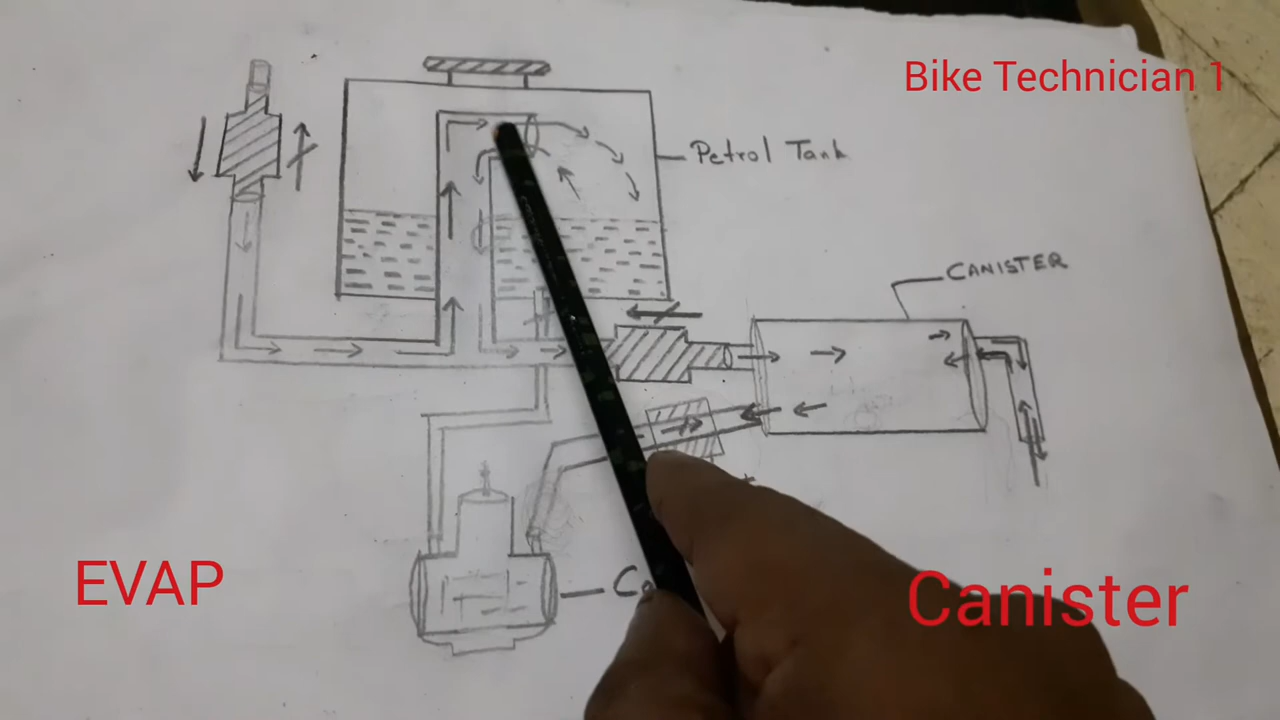 Bike Technician 1
Petrol Tank
CANISTER
EVAP
Canister